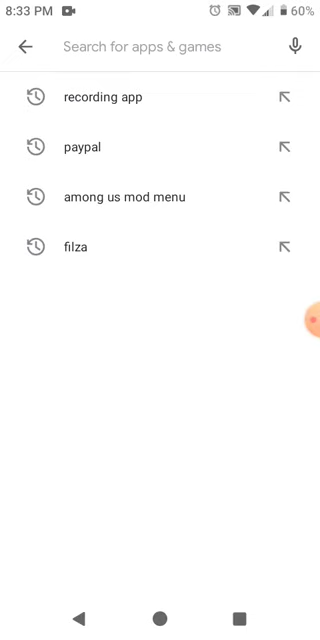 8:33 PM 60%
Search for apps & games
recording app
paypal
among us mod menu
filza